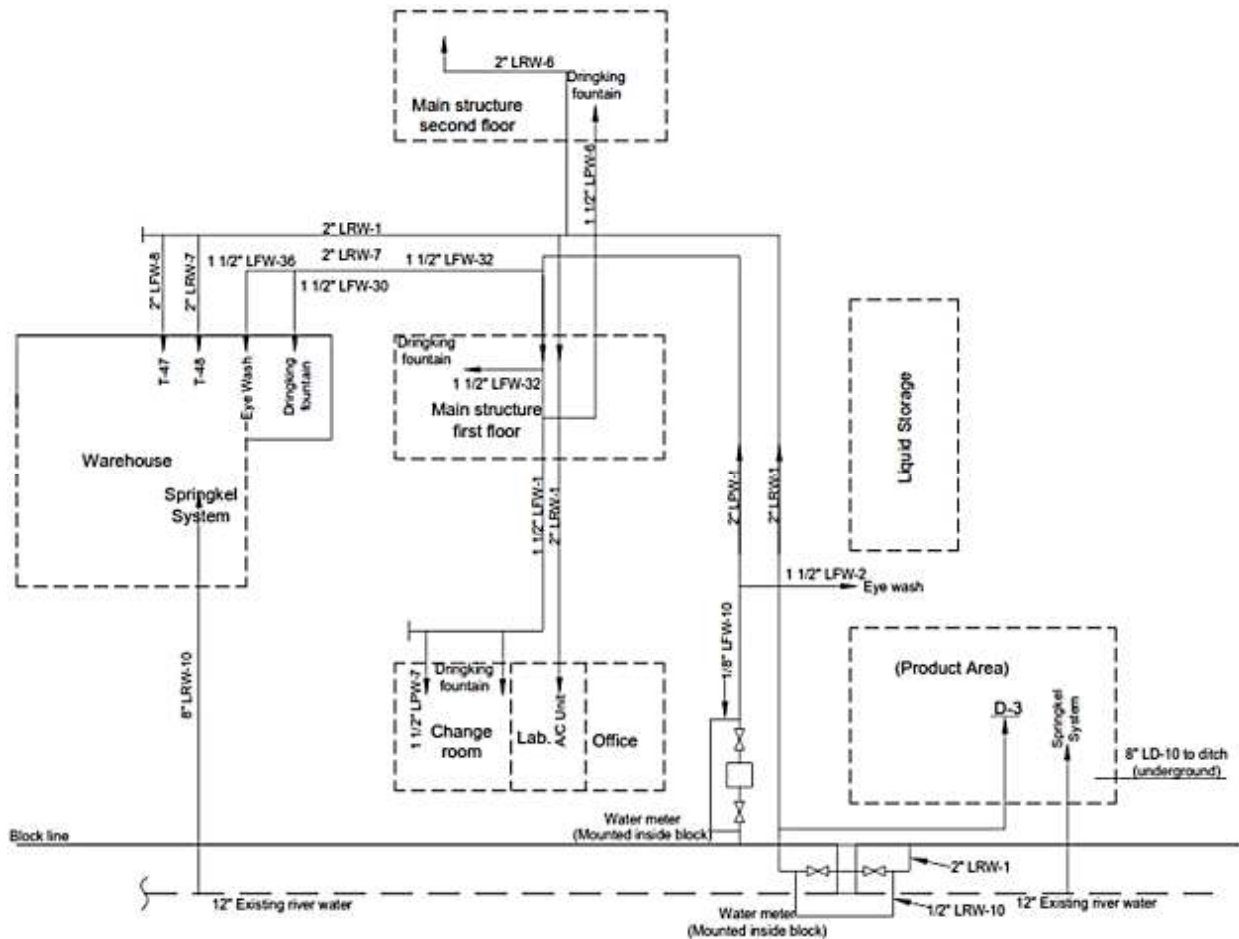 2" LRW-6
Dringking
fountain
Main structure
second floor
1 1/2" LPW-6
2" LRW-1
2" LFW-8
2" LRW-7
1 1/2" LFW-36
2" LRW-7
1 1/2" LFW-32
1 1/2" LFW-30
T-47
T-48
Eye Wash
Dringking
fountain
Dringking
fountain
1 1/2" LFW-32
Main structure
first floor
Warehouse
Springkel
System
Liquid Storage
1 1/2" LFW-1
2" LRW-1
2" LPW-1
2" LRW-1
1 1/2" LFW-2
Eye wash
8" LRW-10
1/8" LFW-10
1 1/2" LPW-7
Dringking
fountain
Change
room
Lab.
A/C Unit
Office
(Product Area)
D-3
Springkel
System
8" LD-10 to ditch
(underground)
Water meter
(Mounted inside block)
Block line
2" LRW-1
12" Existing river water
1/2" LRW-10
12" Existing river water
Water meter
(Mounted inside block)